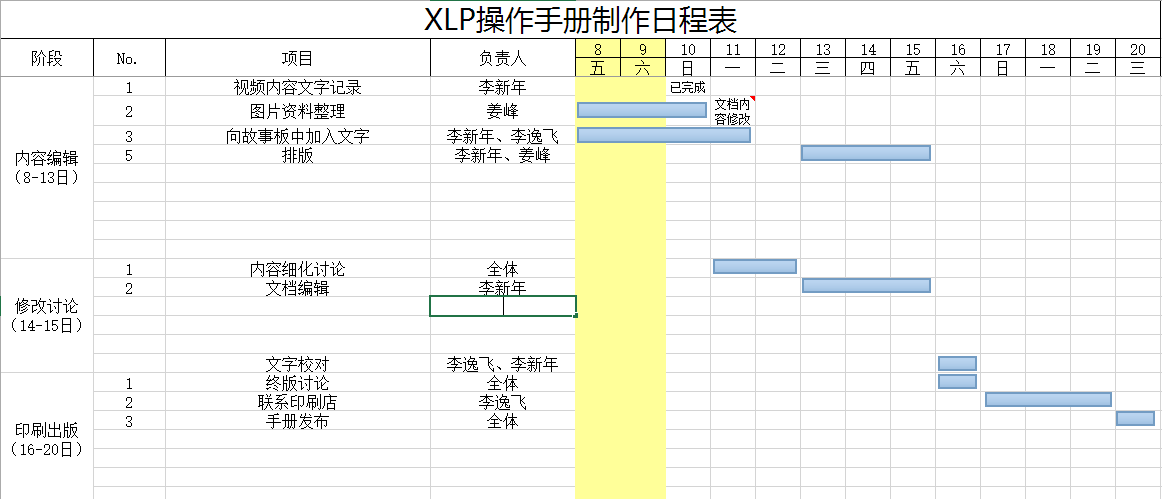 XLP操作手册制作日程表
阶段 No. 项目 负责人 8 9 10 11 12 13 14 15 16 17 18 19 20
五 六 日 一 二 三 四 五 六 日 一 二 三
内容编辑
（8-13日）
1 视频内容文字记录 李新年 已完成
2 图片资料整理 姜峰 文档内
容修改
3 向故事板中加入文字 李新年、李逸飞
5 排版 李新年、姜峰
修改讨论
（14-15日）
1 内容细化讨论 全体
2 文档编辑 李新年
文字校对 李逸飞、李新年
印刷出版
（16-20日）
1 终版讨论 全体
2 联系印刷店 李逸飞
3 手册发布 全体